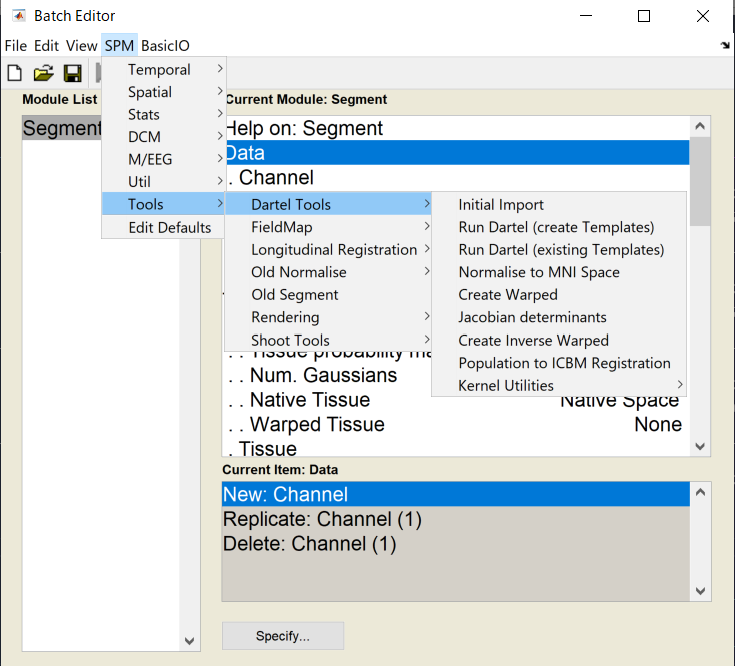 Batch Editor
File Edit View SPM BasicIO
Module List
Segment
Temporal
Spatial
Stats
DCM
M/EEG
Util
Tools
Edit Defaults
Current Module: Segment
Help on: Segment
Data
. Channel
Dartel Tools
FieldMap
Longitudinal Registration
Old Normalise
Old Segment
Rendering
Shoot Tools
Initial Import
Run Dartel (create Templates)
Run Dartel (existing Templates)
Normalise to MNI Space
Create Warped
Jacobian determinants
Create Inverse Warped
Population to ICBM Registration
Kernel Utilities
. . Tissue probability ma
. . Num. Gaussians
. . Native Tissue Native Space
. . Warped Tissue None
. Tissue
Current Item: Data
New: Channel
Replicate: Channel (1)
Delete: Channel (1)
Specify...